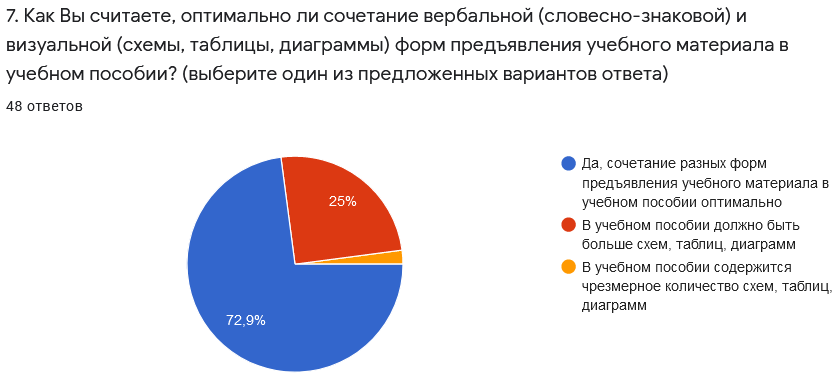 7. Как Вы считаете, оптимально ли сочетание вербальной (словесно-знаковой) и
визуальной (схемы, таблицы, диаграммы) форм предъявления учебного материала в
учебном пособии? (выберите один из предложенных вариантов ответа)
48 ответов
25%
72,9%
Да, сочетание разных форм
предъявления учебного материала в
учебном пособии оптимально
В учебном пособии должно быть
больше схем, таблиц, диаграмм
В учебном пособии содержится
чрезмерное количество схем, таблиц,
диаграмм